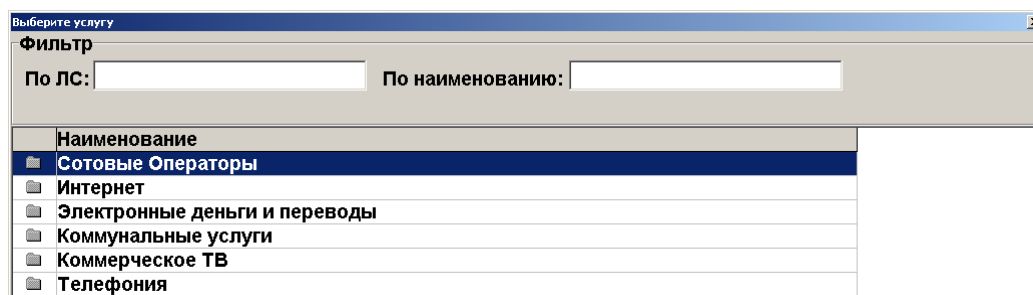 Выберите услугу
Фильтр
По ЛС: По наименованию:
Наименование
Сотовые Операторы
Интернет
Электронные деньги и переводы
Коммунальные услуги
Коммерческое ТВ
Телефония